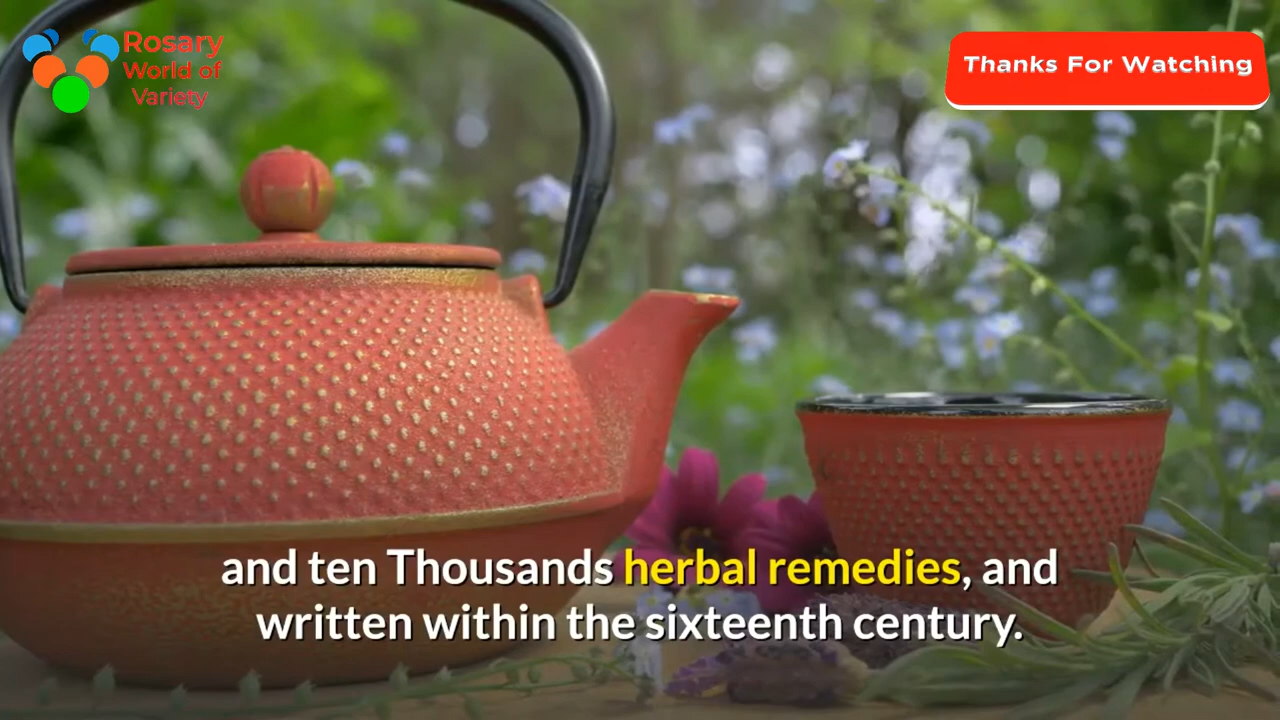 Rosary
World of
Variety
Thanks For Watching
and ten Thousands herbal remedies, and
written within the sixteenth century.